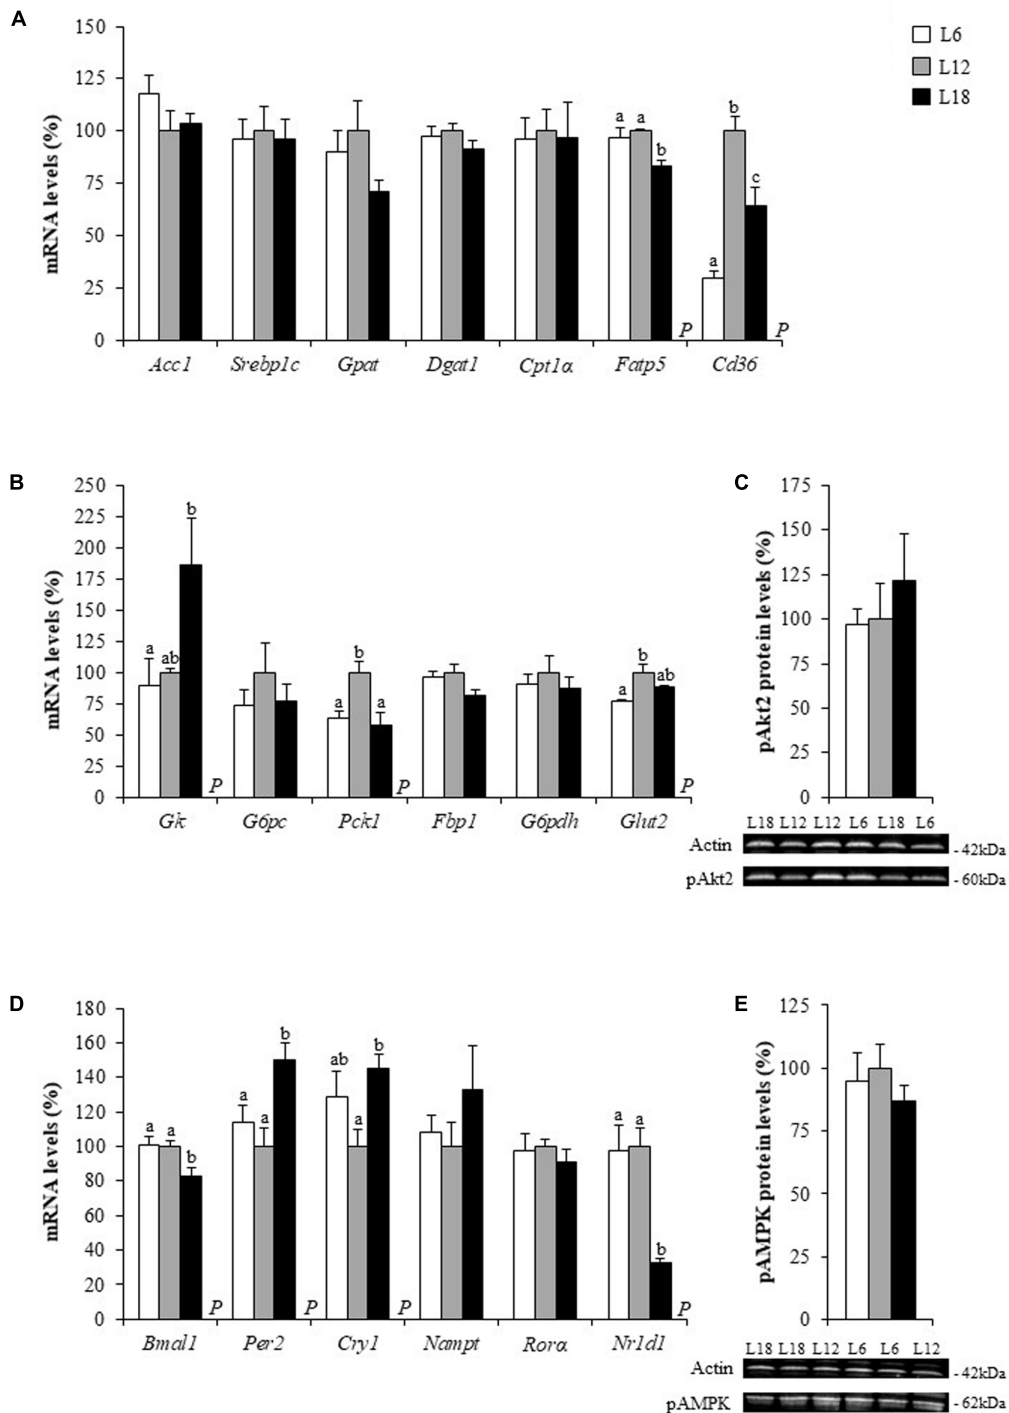 A
mRNA levels (%)
150
125
100
75
50
25
0
a a b
a b c
P P
Acc1 Srebp1c Gpat Dgat1 Cpt1α Fatp5 Cd36
L6
L12
L18
B
mRNA levels (%)
250
225
200
175
150
125
100
75
50
25
0
a ab b
a b a
a b ab
P P P
Gk G6pc Pck1 Fbp1 G6pdh Glut2
C
pAkt2 protein levels (%)
175
150
125
100
75
50
25
0
L18 L12 L12 L6 L18 L6
Actin - 42kDa
pAkt2 - 60kDa
D
mRNA levels (%)
180
160
140
120
100
80
60
40
20
0
a a b
a a b
ab a b
a a b
P P P P
Bmal1 Per2 Cry1 Nampt Rorα Nr1d1
E
pAMPK protein levels (%)
125
100
75
50
25
0
L18 L18 L12 L6 L6 L12
Actin - 42kDa
pAMPK - 62kDa